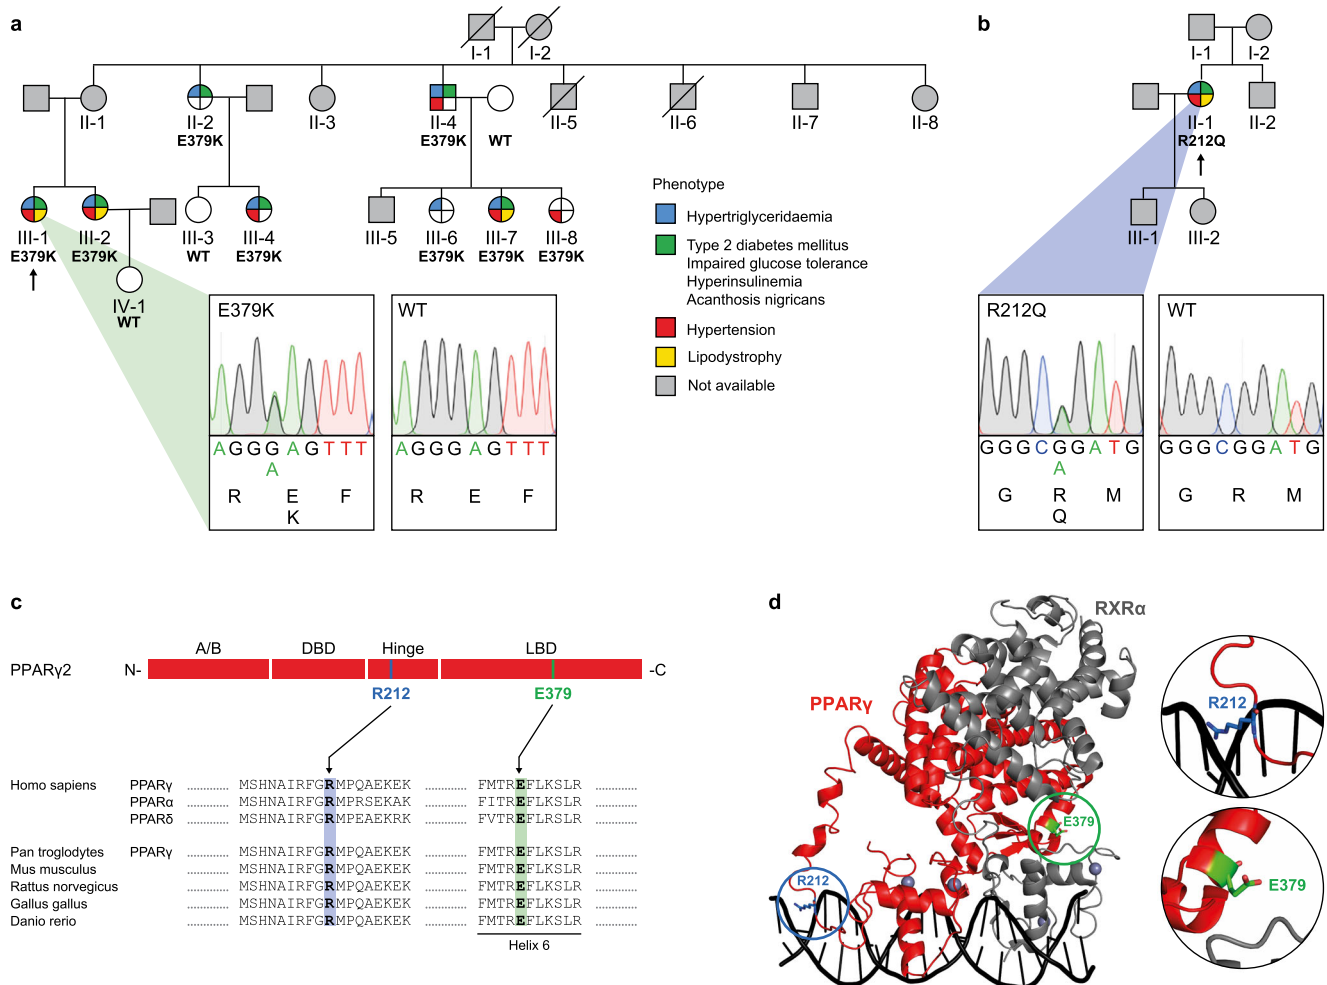 a
I-1
I-2
II-1
II-2
E379K
II-3
II-4
E379K
WT
II-5
II-6
II-7
II-8
III-1
E379K
III-2
E379K
III-3
WT
III-4
E379K
III-5
III-6
E379K
III-7
E379K
III-8
E379K
IV-1
WT
E379K
AGGGAGTTT
A
R E F
K
WT
AGGGAGTTT
R E F
Phenotype
Hypertriglyceridaemia
Type 2 diabetes mellitus
Impaired glucose tolerance
Hyperinsulinemia
Acanthosis nigricans
Hypertension
Lipodystrophy
Not available
b
I-1
I-2
II-1
R212Q
II-2
III-1
III-2
R212Q
GGGCGGATG
A
G R M
Q
WT
GGGCGGATG
G R M
c
A/B DBD Hinge LBD
PPARγ2 N- -C
R212 E379
Homo sapiens PPARγ MSHNAIRFGRMPQAEKEK FMTREFLKSLR
PPARα MSHNAIRFGRMPRSEKAK FITREFLKSLR
PPARδ MSHNAIRFGRMPEAEKRK FVTREFLKSLR
Pan troglodytes PPARγ MSHNAIRFGRMPQAEKEK FMTREFLKSLR
Mus musculus MSHNAIRFGRMPQAEKEK FMTREFLKSLR
Rattus norvegicus MSHNAIRFGRMPQAEKEK FMTREFLKSLR
Gallus gallus MSHNAIRFGRMPQAEKEK FMTREFLKSLR
Danio rerio MSHNAIRFGRMPQAEKAK FMTREFLKSLR
Helix 6
d
RXRα
PPARγ
E379
R212
R212
E379